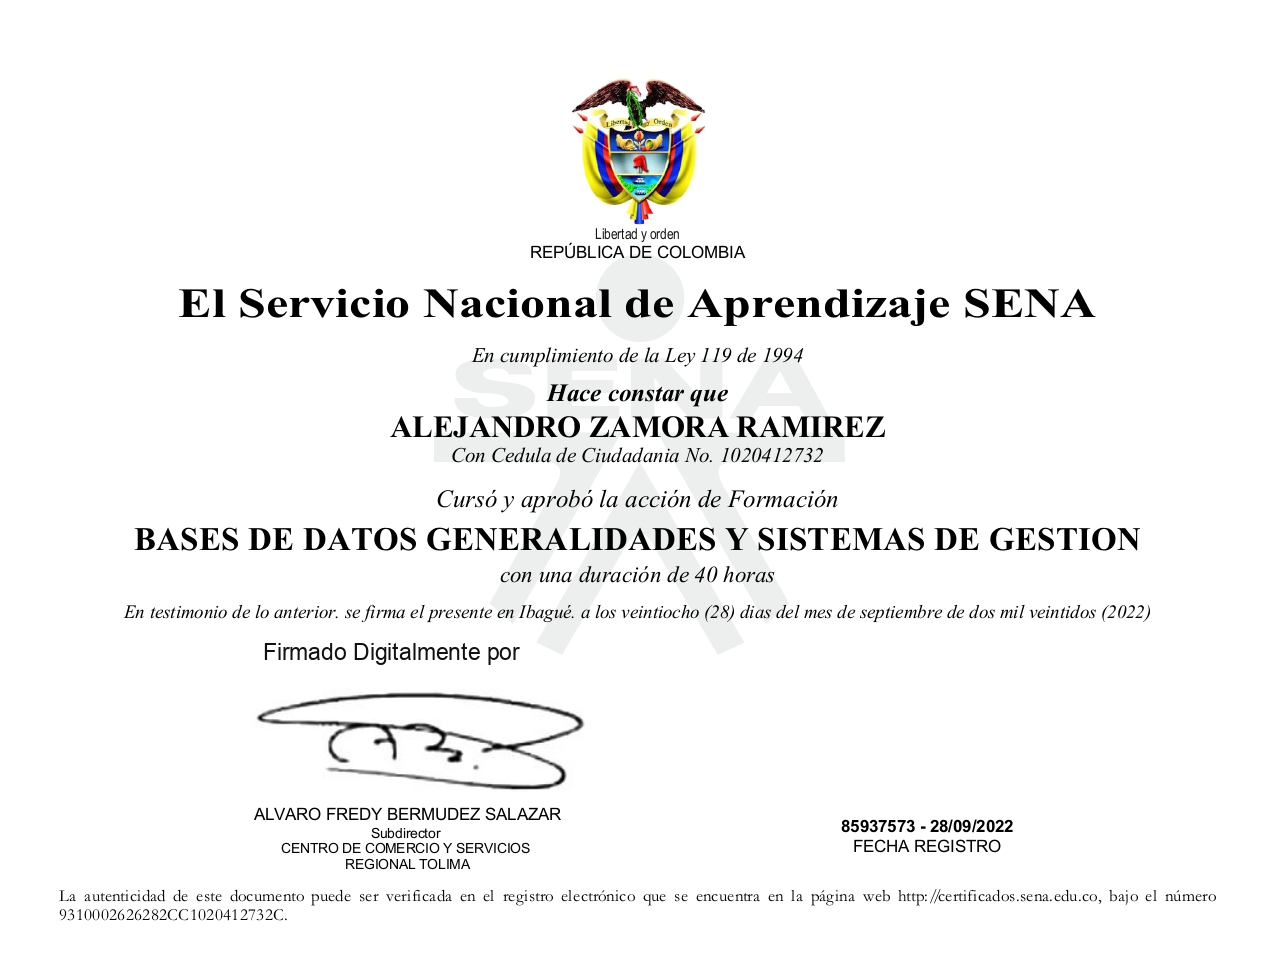 Libertad y Orden
Libertad y orden
REPÚBLICA DE COLOMBIA
El Servicio Nacional de Aprendizaje SENA
En cumplimiento de la Ley 119 de 1994
SENA
Hace constar que
ALEJANDRO ZAMORA RAMIREZ
Con Cedula de Ciudadania No. 1020412732
Cursó y aprobó la acción de Formación
BASES DE DATOS GENERALIDADES Y SISTEMAS DE GESTION
con una duración de 40 horas
En testimonio de lo anterior. se firma el presente en Ibagué. a los veintiocho (28) dias del mes de septiembre de dos mil veintidos (2022)
Firmado Digitalmente por
ALVARO FREDY BERMUDEZ SALAZAR
Subdirector
CENTRO DE COMERCIO Y SERVICIOS
REGIONAL TOLIMA
85937573 - 28/09/2022
FECHA REGISTRO
La autenticidad de este documento puede ser verificada en el registro electrónico que se encuentra en la página web http://certificados.sena.edu.co, bajo el número
9310002626282CC1020412732C.